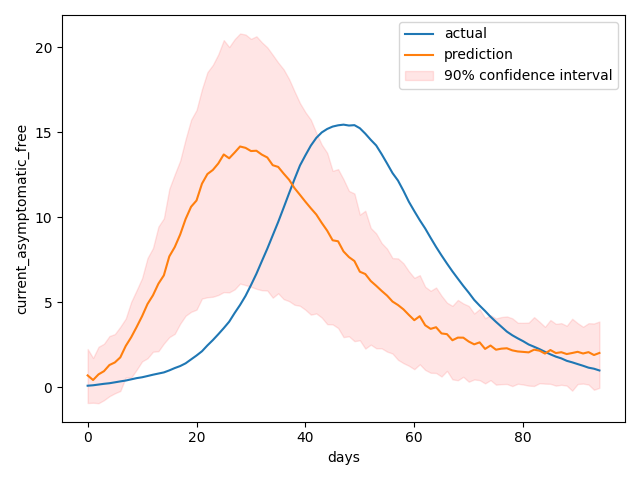 actual
prediction
90% confidence interval
current_asymptomatic_free
20
15
10
5
0
0
20
40
60
80
days